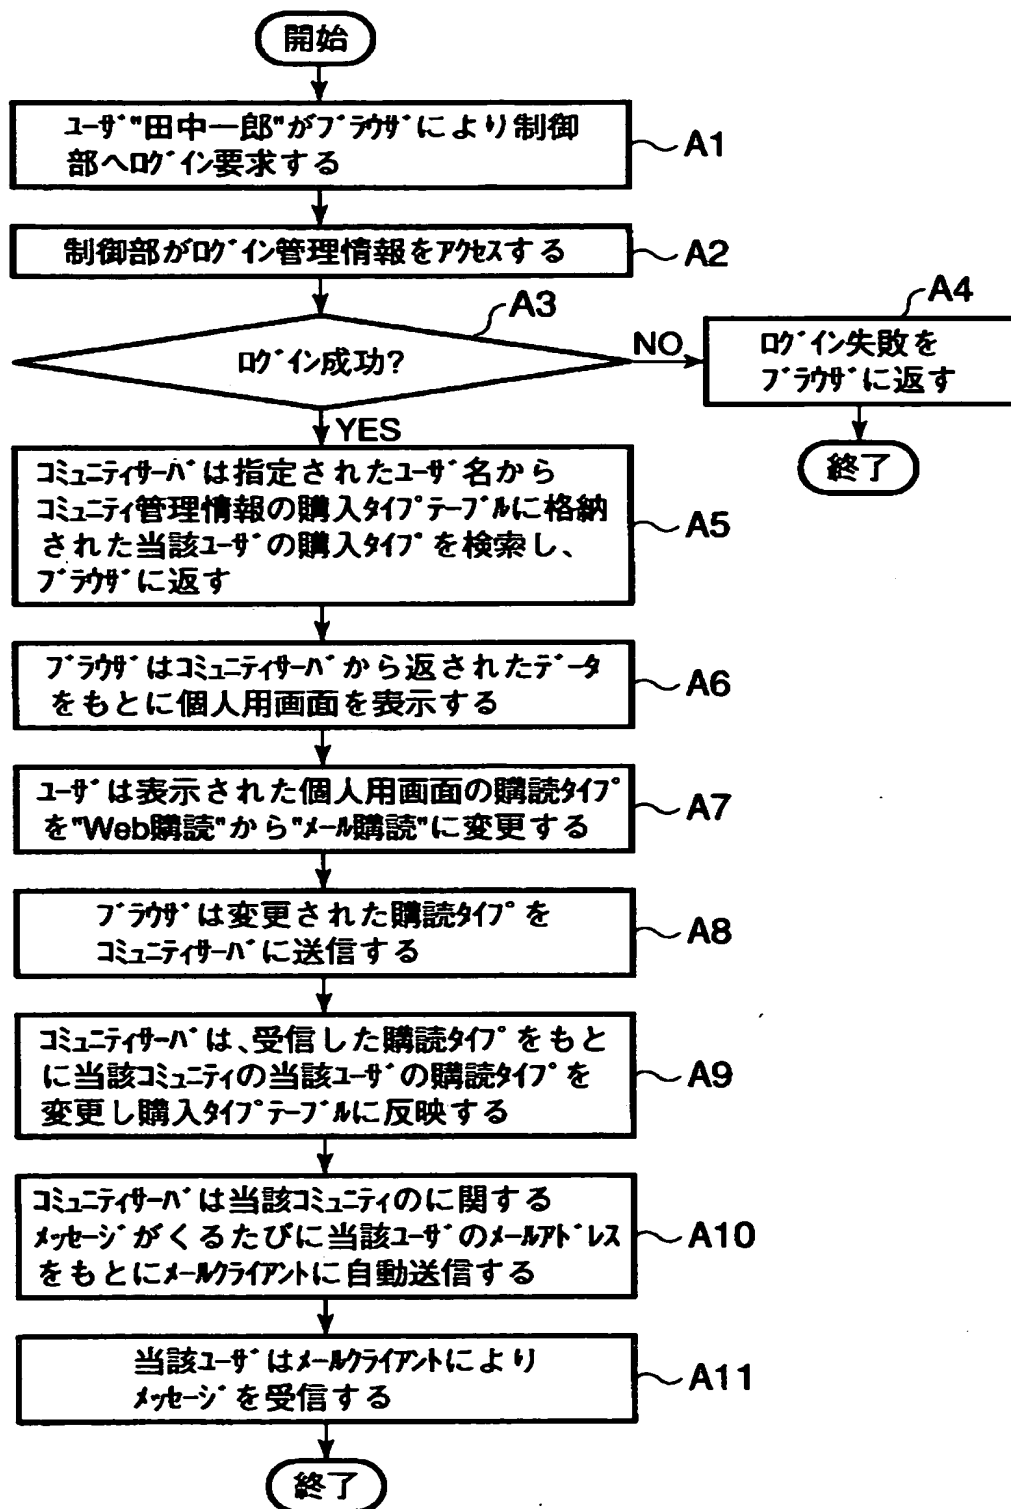 開始
ﾕｰｻﾞ"田中一郎"がﾌﾞﾗｳｻﾞにより制御
部へﾛｸﾞｲﾝ要求する
A1
制御部がﾛｸﾞｲﾝ管理情報をｱｸｾｽする
A2
A3
ﾛｸﾞｲﾝ成功?
NO
A4
ﾛｸﾞｲﾝ失敗を
ﾌﾞﾗｳｻﾞに返す
終了
YES
ｺﾐｭﾆﾃｨｻｰﾊﾞは指定されたﾕｰｻﾞ名から
ｺﾐｭﾆﾃｨ管理情報の購入ﾀｲﾌﾟﾃｰﾌﾞﾙに格納
された当該ﾕｰｻﾞの購入ﾀｲﾌﾟを検索し、
ﾌﾞﾗｳｻﾞに返す
A5
ﾌﾞﾗｳｻﾞはｺﾐｭﾆﾃｨｻｰﾊﾞから返されたﾃﾞｰﾀ
をもとに個人用画面を表示する
A6
ﾕｰｻﾞは表示された個人用画面の購読ﾀｲﾌﾟ
を"Web購読"から"ﾒｰﾙ購読"に変更する
A7
ﾌﾞﾗｳｻﾞは変更された購読ﾀｲﾌﾟを
ｺﾐｭﾆﾃｨｻｰﾊﾞに送信する
A8
ｺﾐｭﾆﾃｨｻｰﾊﾞは､受信した購読ﾀｲﾌﾟをもと
に当該ｺﾐｭﾆﾃｨの当該ﾕｰｻﾞの購読ﾀｲﾌﾟを
変更し購入ﾀｲﾌﾟﾃｰﾌﾞﾙに反映する
A9
ｺﾐｭﾆﾃｨｻｰﾊﾞは当該ｺﾐｭﾆﾃｨのに関する
ﾒｯｾｰｼﾞがくるたびに当該ﾕｰｻﾞのﾒｰﾙｱﾄﾞﾚｽ
をもとにﾒｰﾙｸﾗｲｱﾝﾄに自動送信する
A10
当該ﾕｰｻﾞはﾒｰﾙｸﾗｲｱﾝﾄにより
ﾒｯｾｰｼﾞを受信する
A11
終了